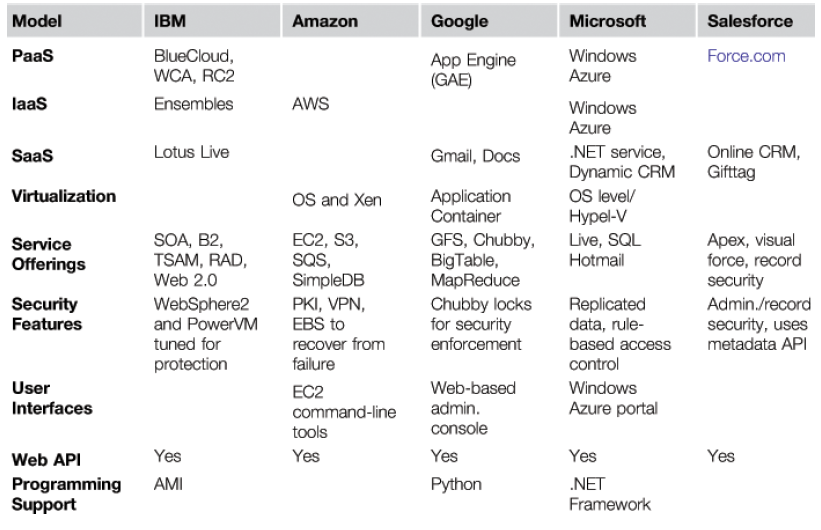 Model IBM Amazon Google Microsoft Salesforce
PaaS BlueCloud, App Engine Windows Force.com
WCA, RC2 (GAE) Azure
IaaS Ensembles AWS Windows
Azure
SaaS Lotus Live Gmail, Docs .NET service, Online CRM,
Dynamic CRM Gifttag
Virtualization OS and Xen Application OS level/
Container Hypel-V
Service SOA, B2, EC2, S3, GFS, Chubby, Live, SQL Apex, visual
Offerings TSAM, RAD, SQS, BigTable, Hotmail force, record
Web 2.0 SimpleDB MapReduce security
Security WebSphere2 PKI, VPN, Chubby locks Replicated Admin./record
Features and PowerVM EBS to for security data, rule- security, uses
tuned for recover from enforcement based access metadata API
protection failure control
User EC2 Web-based Windows
Interfaces command-line admin. Azure portal
tools console
Web API Yes Yes Yes Yes Yes
Programming AMI Python .NET
Support Framework